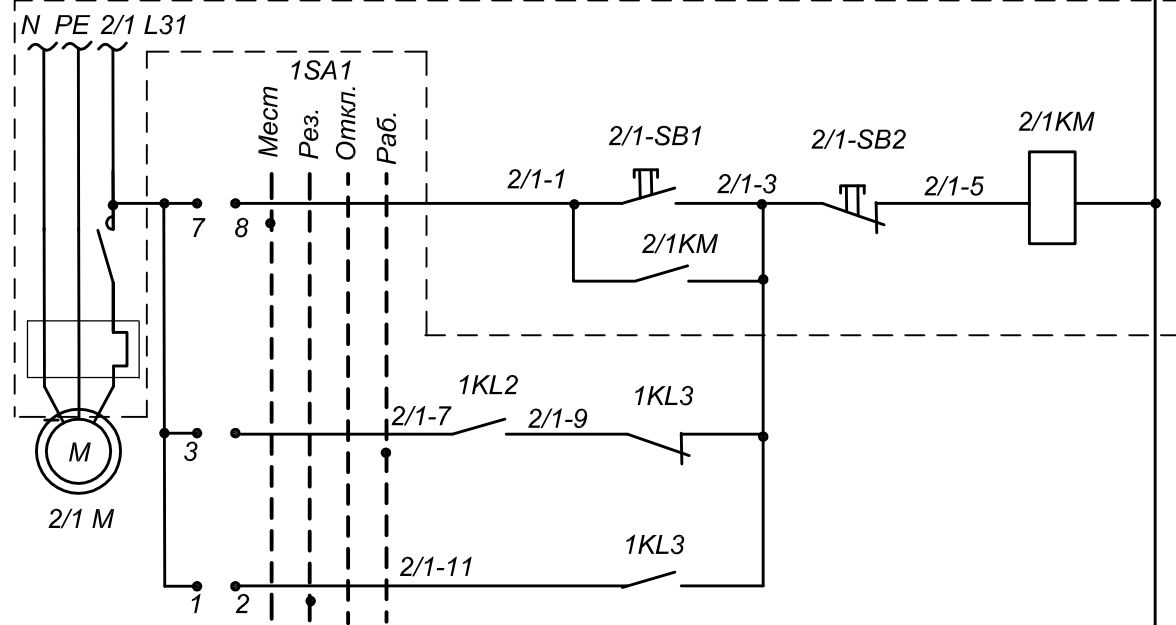 N PE 2/1 L31
1SA1
Мест
Рез.
Откл.
Раб.
2/1-SB1
2/1-SB2
2/1KM
2/1-1
2/1-3
2/1-5
7
8
2/1KM
1KL2
1KL3
2/1-7
2/1-9
3
M
2/1 M
1KL3
2/1-11
1
2